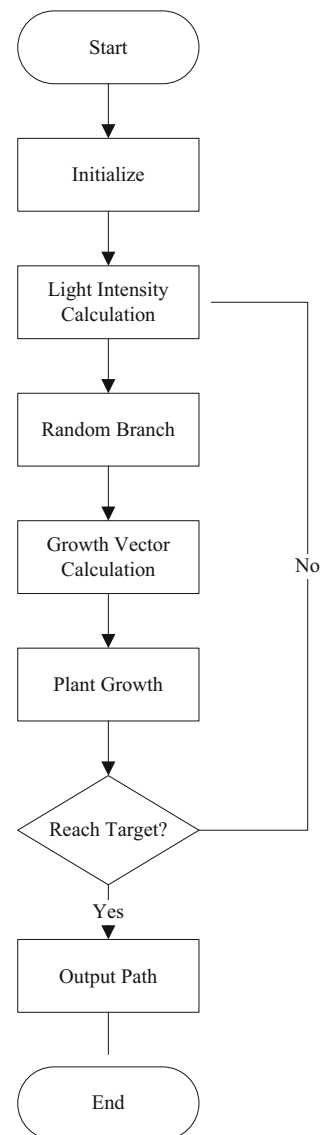 Start
Initialize
Light Intensity
Calculation
Random Branch
Growth Vector
Calculation
No
Plant Growth
Reach Target?
Yes
Output Path
End